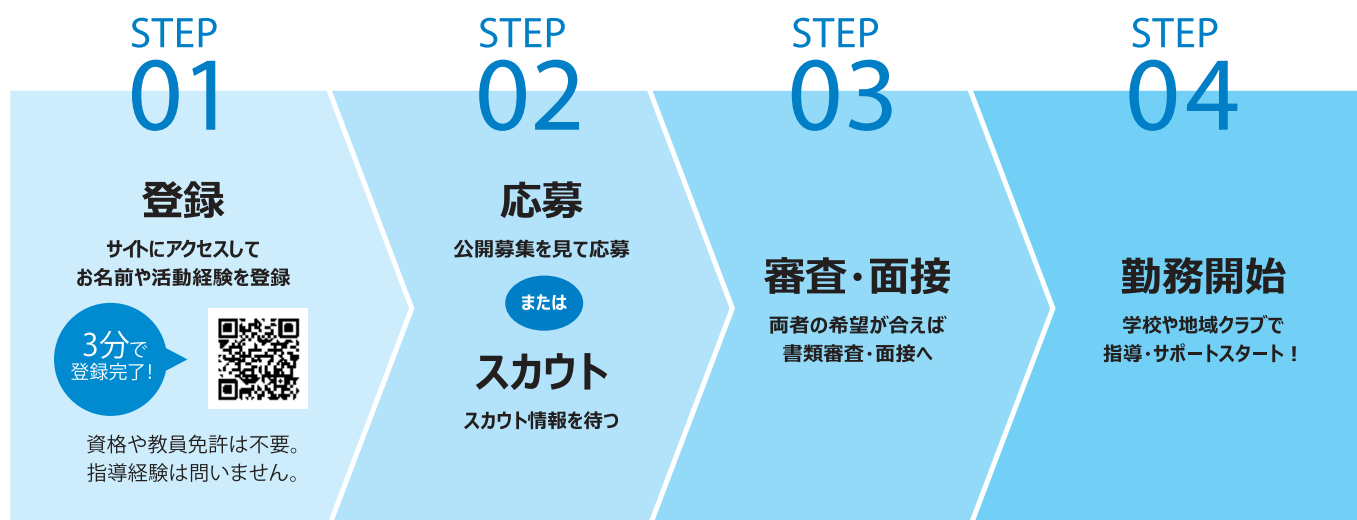 STEP
01
登録
サイトにアクセスして
お名前や活動経験を登録
3分で
登録完了!
資格や教員免許は不要。
指導経験は問いません。
STEP
02
応募
公開募集を見て応募
または
スカウト
スカウト情報を待つ
STEP
03
審査・面接
両者の希望が合えば
書類審査・面接へ
STEP
04
勤務開始
学校や地域クラブで
指導・サポートスタート!